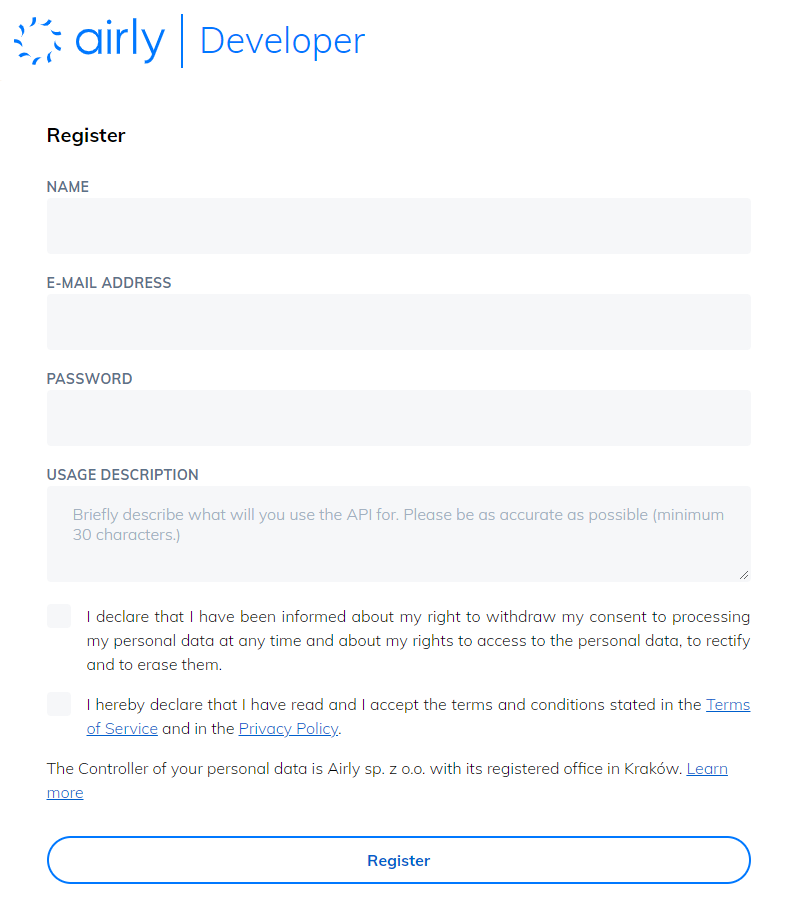 airly | Developer
Register
NAME
E-MAIL ADDRESS
PASSWORD
USAGE DESCRIPTION
Briefly describe what will you use the API for. Please be as accurate as possible (minimum
30 characters.)
I declare that I have been informed about my right to withdraw my consent to processing
my personal data at any time and about my rights to access to the personal data, to rectify
and to erase them.
I hereby declare that I have read and I accept the terms and conditions stated in the Terms
of Service and in the Privacy Policy.
The Controller of your personal data is Airly sp. z o.o. with its registered office in Kraków. Learn
more
Register